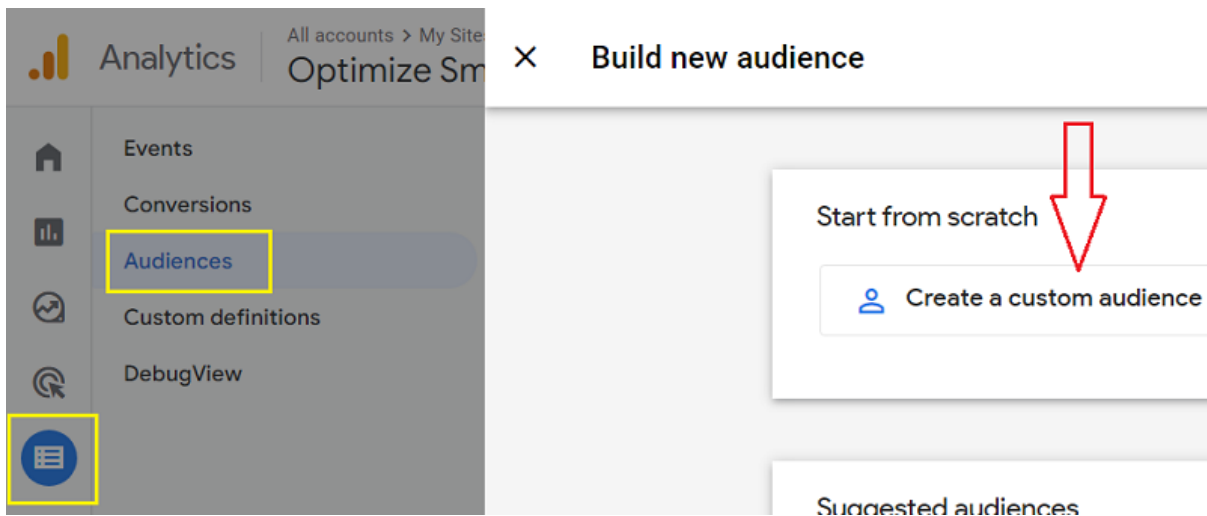 Analytics
All accounts > My Site
Optimize Sm
Events
Conversions
Audiences
Custom definitions
DebugView
Build new audience
Start from scratch
Create a custom audience
Suggested audiences